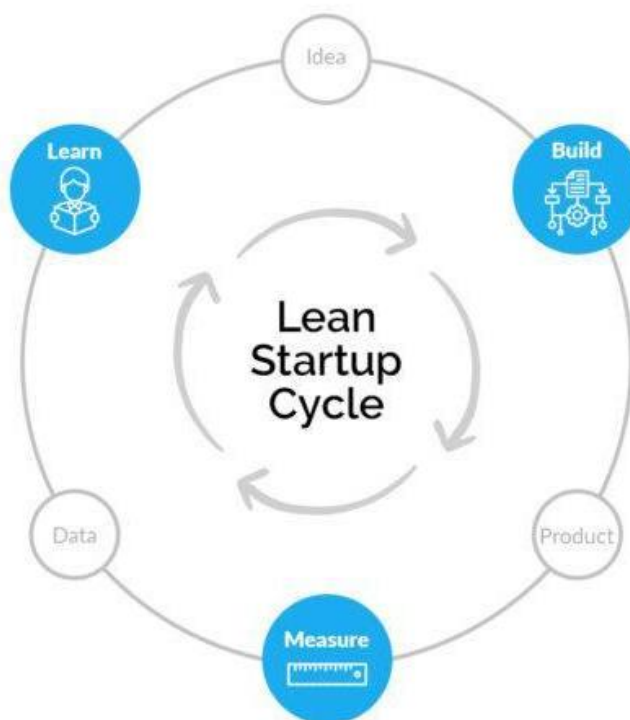 Idea
Learn
Build
Lean
Startup
Cycle
Data
Product
Measure